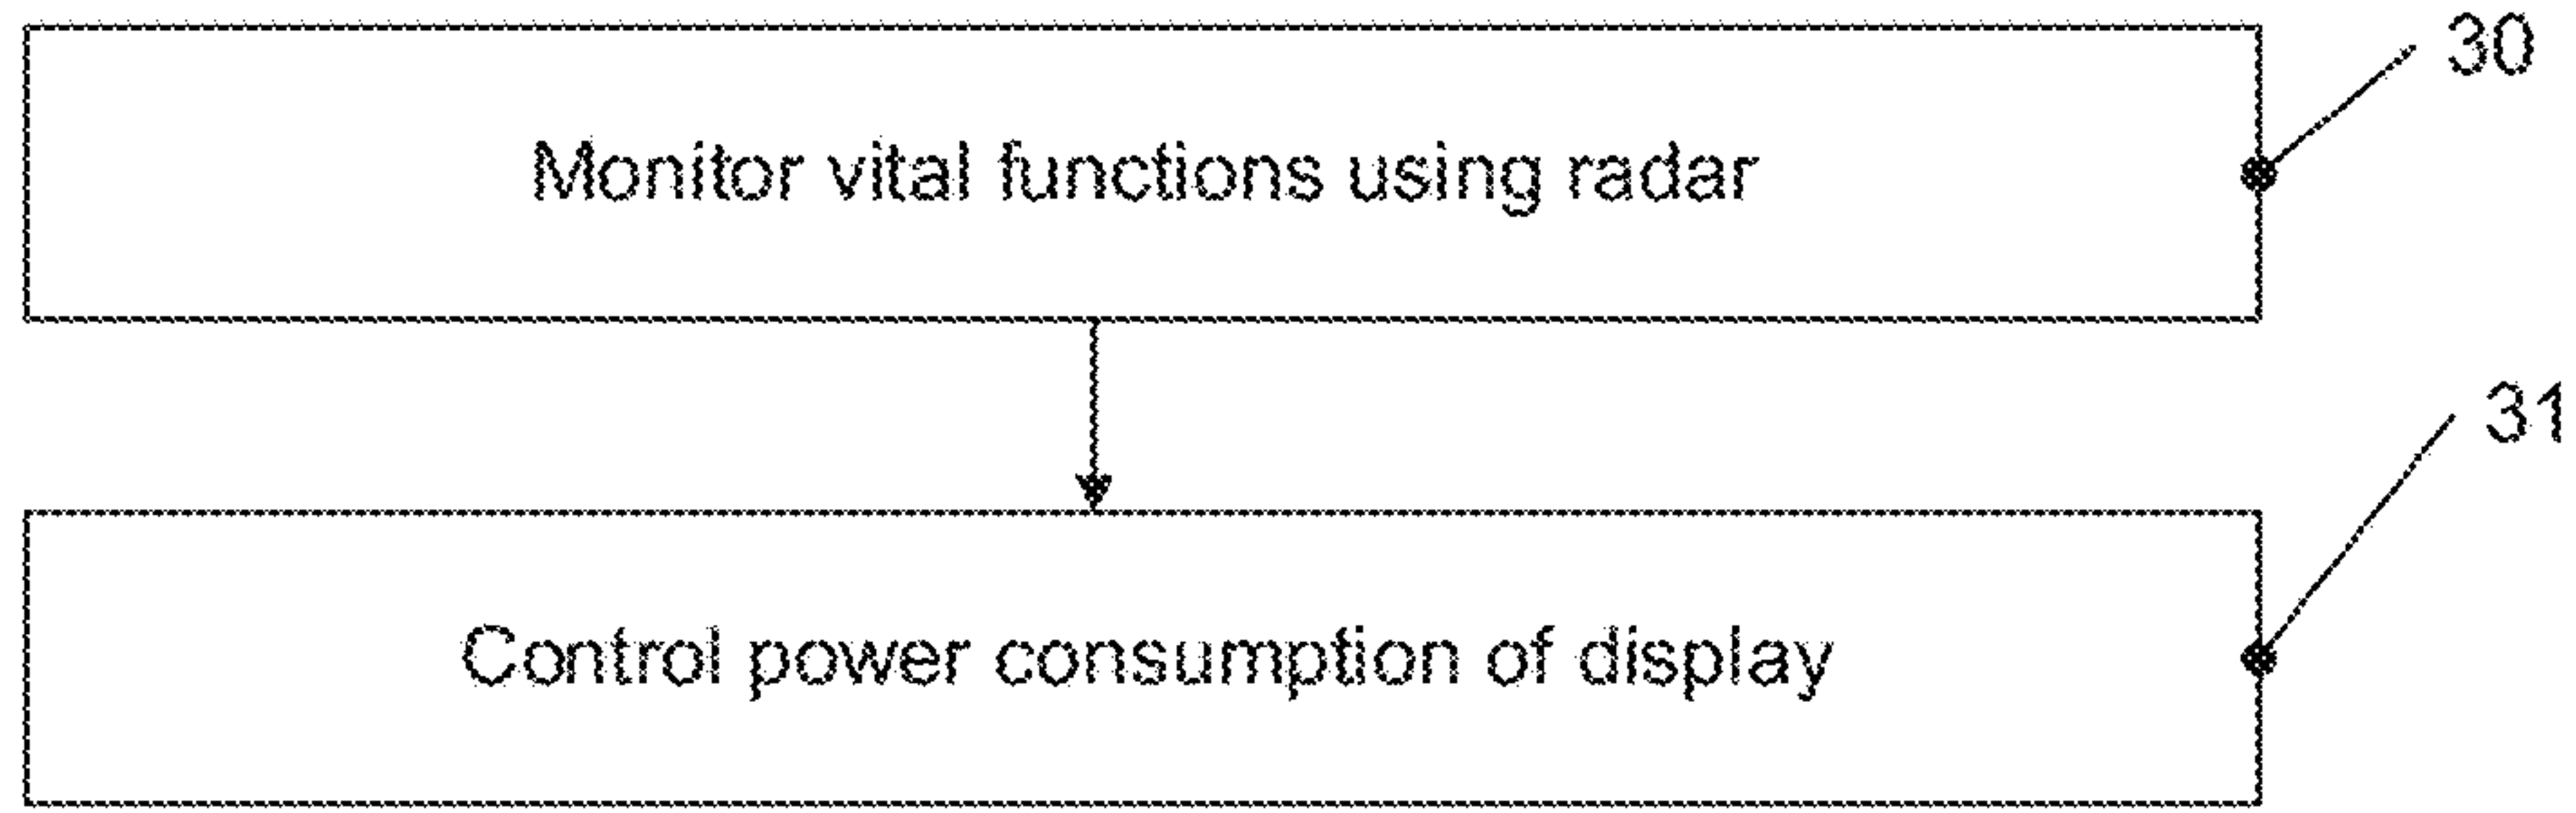 30
Monitor vital functions using radar
31
Control power consumption of display